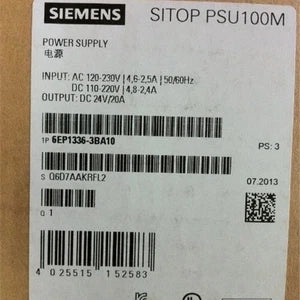 SIEMENS SITOP PSU100M
POWER SUPPLY
电源
INPUT: AC 120-230V | 4,6-2,5A | 50/60Hz
DC 110-220V | 4,8-2,4A
OUTPUT: DC 24V/20A
1P 6EP1336-3BA10 PS: 3
S Q6D7AAKRFL2 07.2013
Q 1
4 025515 152583